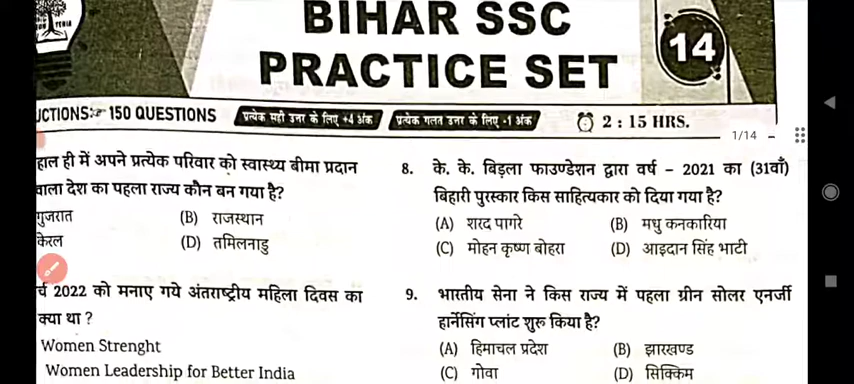 BIHAR SSC
PRACTICE SET
14
UCTIONS:- 150 QUESTIONS
प्रत्येक सही उत्तर के लिए +4 अंक
प्रत्येक गलत उत्तर के लिए -1 अंक
2 : 15 HRS.
1/14
हाल ही में अपने प्रत्येक परिवार को स्वास्थ्य बीमा प्रदान
वाला देश का पहला राज्य कौन बन गया है?
गुजरात (B) राजस्थान
केरल (D) तमिलनाडु
र्च 2022 को मनाए गये अंतराष्ट्रीय महिला दिवस का
क्या था ?
Women Strenght
Women Leadership for Better India
8. के. के. बिड़ला फाउण्डेशन द्वारा वर्ष – 2021 का (31वाँ)
बिहारी पुरस्कार किस साहित्यकार को दिया गया है?
(A) शरद पागरे (B) मधु कनकारिया
(C) मोहन कृष्ण बोहरा (D) आइदान सिंह भाटी
9. भारतीय सेना ने किस राज्य में पहला ग्रीन सोलर एनर्जी
हार्नेसिंग प्लांट शुरू किया है?
(A) हिमाचल प्रदेश (B) झारखण्ड
(C) गोवा (D) सिक्किम